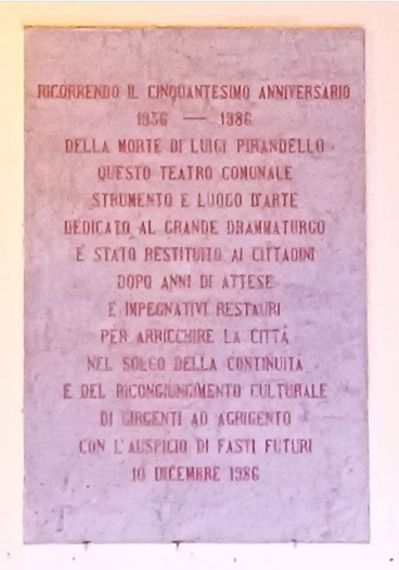 RICORRENDO IL CINQUANTESIMO ANNIVERSARIO
1936 — 1986
DELLA MORTE DI LUIGI PIRANDELLO
QUESTO TEATRO COMUNALE
STRUMENTO E LUOGO D'ARTE
DEDICATO AL GRANDE DRAMMATURGO
È STATO RESTITUITO AI CITTADINI
DOPO ANNI DI ATTESE
E IMPEGNATIVI RESTAURI
PER ARRICCHIRE LA CITTÀ
NEL SOLCO DELLA CONTINUITÀ
E DEL RICONGIUNGIMENTO CULTURALE
DI GIRGENTI AD AGRIGENTO
CON L'AUSPICIO DI FASTI FUTURI
10 DICEMBRE 1986